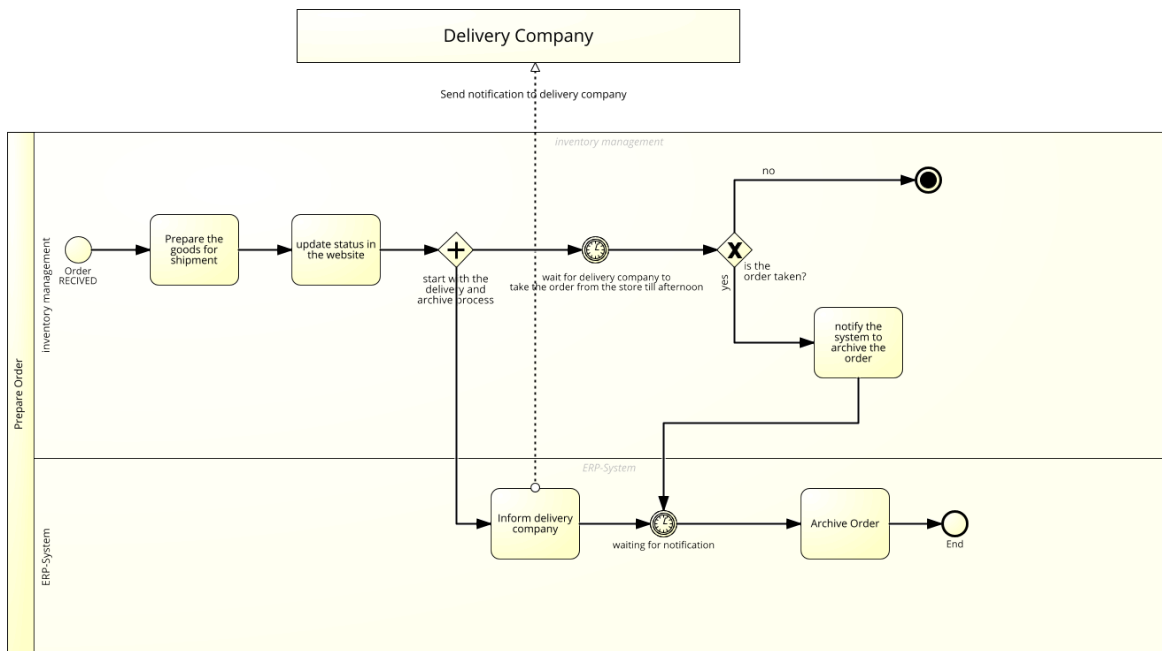 Delivery Company
Send notification to delivery company
inventory management
Prepare Order
inventory management
Order
RECIVED
Prepare the
goods for
shipment
update status in
the website
start with the
delivery and
archive process
wait for delivery company to
take the order from the store till afternoon
no
is the
order taken?
yes
notify the
system to
archive the
order
ERP-System
ERP-System
Inform delivery
company
waiting for notification
Archive Order
End